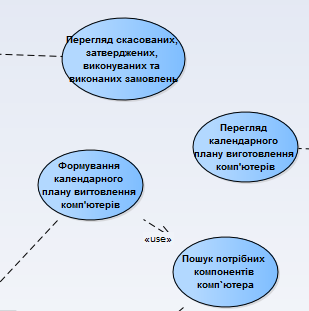 Перегляд скасованих,
затверджених,
виконуваних та
виконаних замовлень
Перегляд
календарного
плану виготовлення
комп'ютерів
Формування
календарного
плану вигтовлення
комп'ютерів
«use»
Пошук потрібних
компонентів
комп`ютера